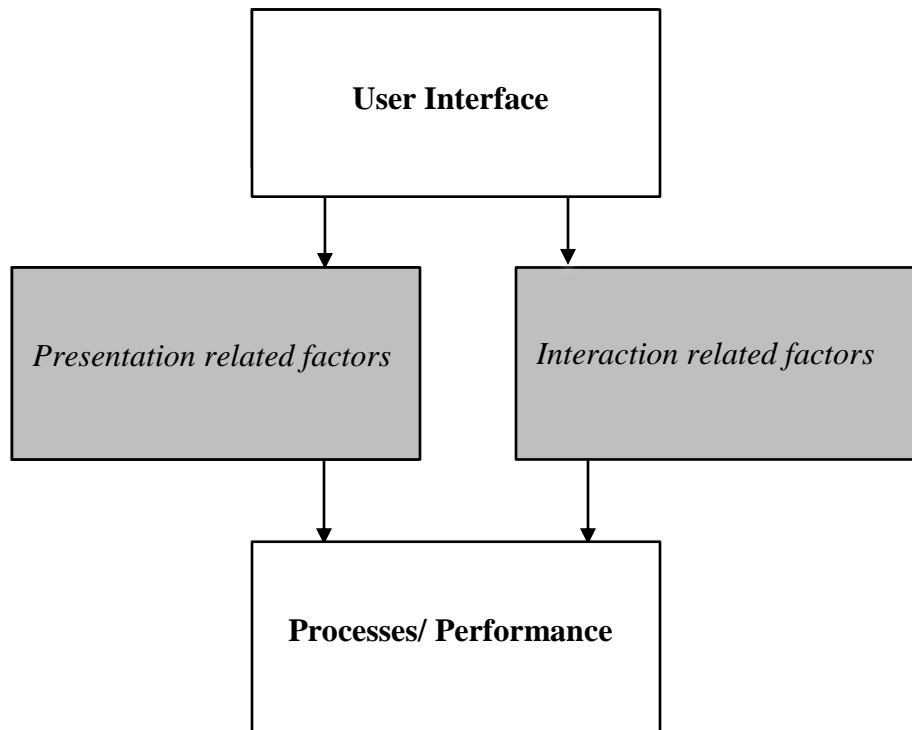 User Interface
Presentation related factors
Interaction related factors
Processes/ Performance